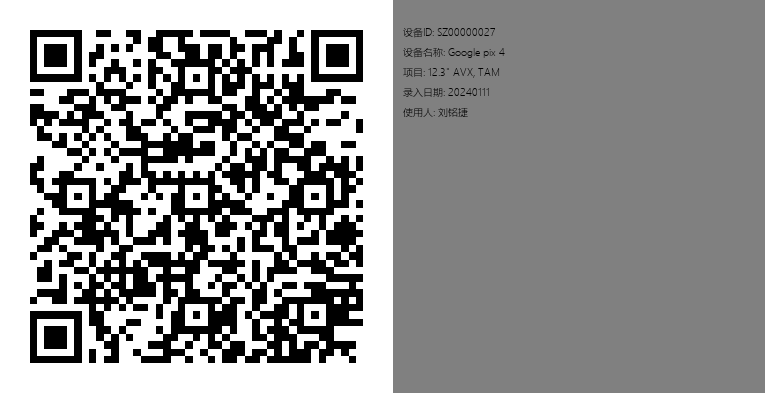 设备ID: SZ00000027
设备名称: Google pix 4
项目: 12.3" AVX, TAM
录入日期: 20240111
使用人: 刘铭捷